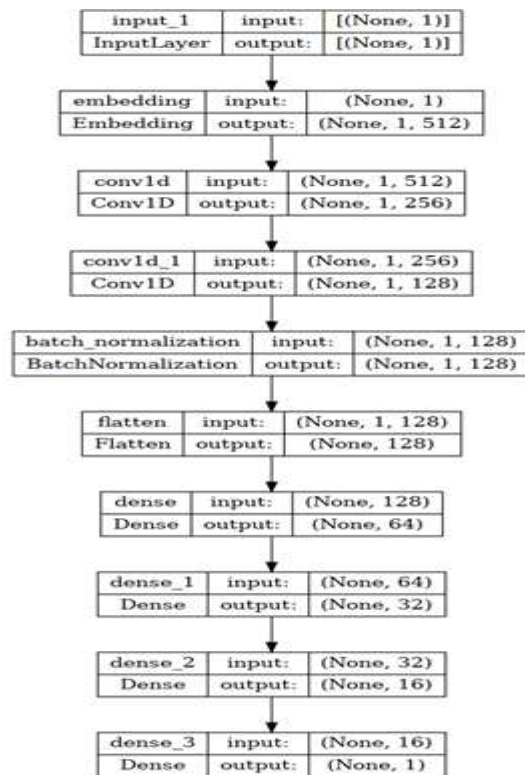 input_1 input: [(None, 1)]
InputLayer output: [(None, 1)]
embedding input: (None, 1)
Embedding output: (None, 1, 512)
conv1d input: (None, 1, 512)
Conv1D output: (None, 1, 256)
conv1d_1 input: (None, 1, 256)
Conv1D output: (None, 1, 128)
batch_normalization input: (None, 1, 128)
BatchNormalization output: (None, 1, 128)
flatten input: (None, 1, 128)
Flatten output: (None, 128)
dense input: (None, 128)
Dense output: (None, 64)
dense_1 input: (None, 64)
Dense output: (None, 32)
dense_2 input: (None, 32)
Dense output: (None, 16)
dense_3 input: (None, 16)
Dense output: (None, 1)